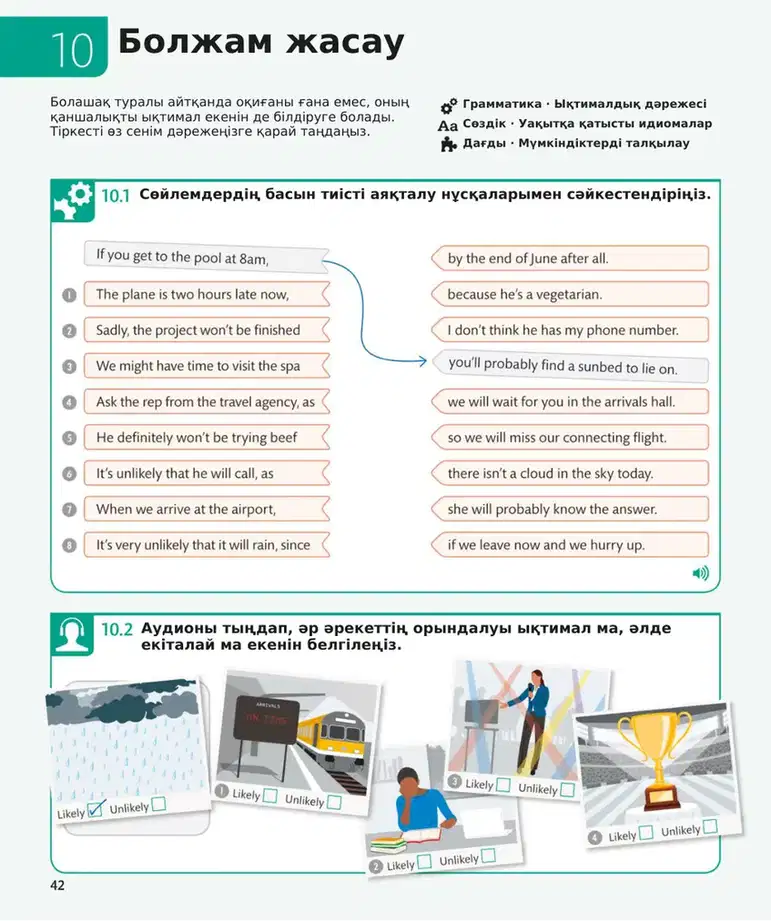 10
Болжам жасау
Болашақ туралы айтқанда оқиғаны ғана емес, оның
қаншалықты ықтимал екенін де білдіруге болады.
Тіркесті өз сенім дәрежеңізге қарай таңдаңыз.
Грамматика · Ықтималдық дәрежесі
Aa Сөздік · Уақытқа қатысты идиомалар
Дағды · Мүмкіндіктерді талқылау
10.1 Сөйлемдердің басын тиісті аяқталу нұсқаларымен сәйкестендіріңіз.
If you get to the pool at 8am,
1 The plane is two hours late now,
2 Sadly, the project won't be finished
3 We might have time to visit the spa
4 Ask the rep from the travel agency, as
5 He definitely won't be trying beef
6 It's unlikely that he will call, as
7 When we arrive at the airport,
8 It's very unlikely that it will rain, since
by the end of June after all.
because he's a vegetarian.
I don't think he has my phone number.
you'll probably find a sunbed to lie on.
we will wait for you in the arrivals hall.
so we will miss our connecting flight.
there isn't a cloud in the sky today.
she will probably know the answer.
if we leave now and we hurry up.
10.2 Аудионы тыңдап, әр әрекеттің орындалуы ықтимал ма, әлде
екіталай ма екенін белгілеңіз.
Likely Unlikely
ARRIVALS
ON TIME
1 Likely Unlikely
2 Likely Unlikely
3 Likely Unlikely
4 Likely Unlikely
42